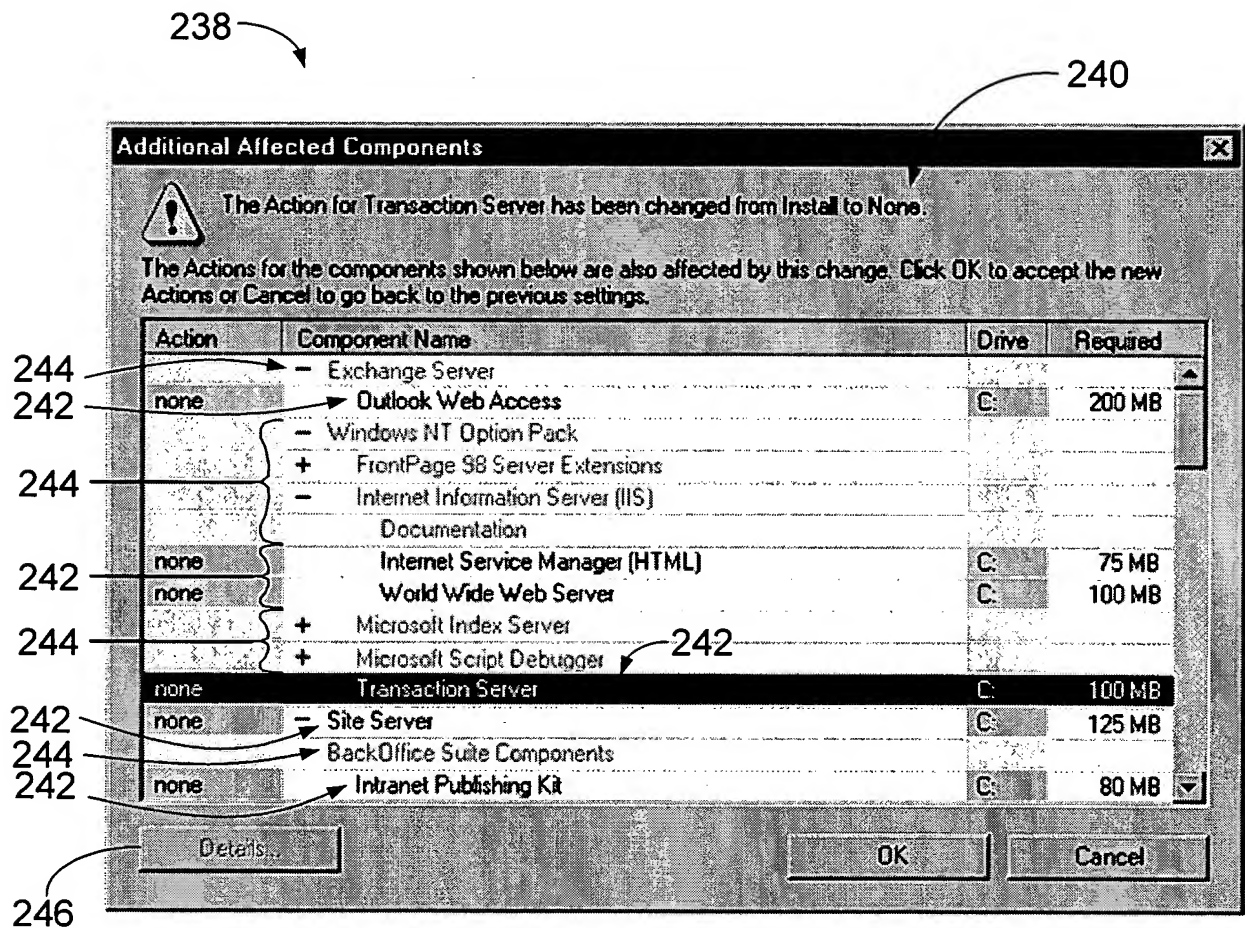 238
240
Additional Affected Components
The Action for Transaction Server has been changed from Install to None.
The Actions for the components shown below are also affected by this change. Click OK to accept the new
Actions or Cancel to go back to the previous settings.
Action Component Name Drive Required
244 − Exchange Server
242 none Outlook Web Access C: 200 MB
− Windows NT Option Pack
+ FrontPage 98 Server Extensions
244 − Internet Information Server (IIS)
Documentation
none Internet Service Manager (HTML) C: 75 MB
242 none World Wide Web Server C: 100 MB
+ Microsoft Index Server
244 + Microsoft Script Debugger 242
none Transaction Server C: 100 MB
242 none − Site Server C: 125 MB
244 BackOffice Suite Components
242 none Intranet Publishing Kit C: 80 MB
Details... OK Cancel
246